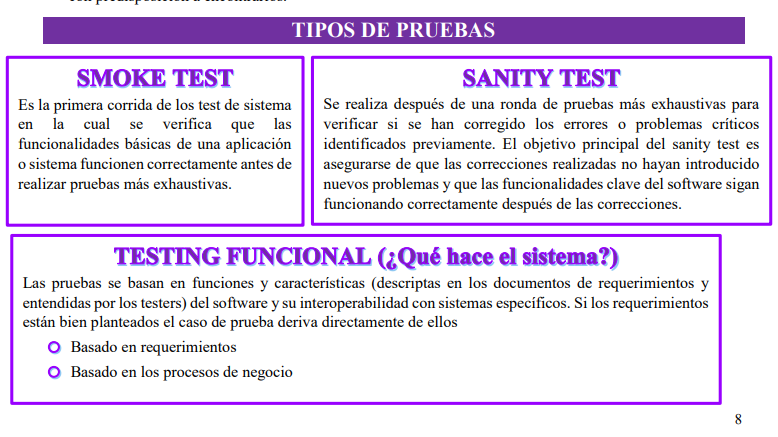 con predisposición a encontrarlos.
TIPOS DE PRUEBAS
SMOKE TEST
Es la primera corrida de los test de sistema
en la cual se verifica que las
funcionalidades básicas de una aplicación
o sistema funcionen correctamente antes de
realizar pruebas más exhaustivas.
SANITY TEST
Se realiza después de una ronda de pruebas más exhaustivas para
verificar si se han corregido los errores o problemas críticos
identificados previamente. El objetivo principal del sanity test es
asegurarse de que las correcciones realizadas no hayan introducido
nuevos problemas y que las funcionalidades clave del software sigan
funcionando correctamente después de las correcciones.
TESTING FUNCIONAL (¿Qué hace el sistema?)
Las pruebas se basan en funciones y características (descriptas en los documentos de requerimientos y
entendidas por los testers) del software y su interoperabilidad con sistemas específicos. Si los requerimientos
están bien planteados el caso de prueba deriva directamente de ellos
Basado en requerimientos
Basado en los procesos de negocio
8